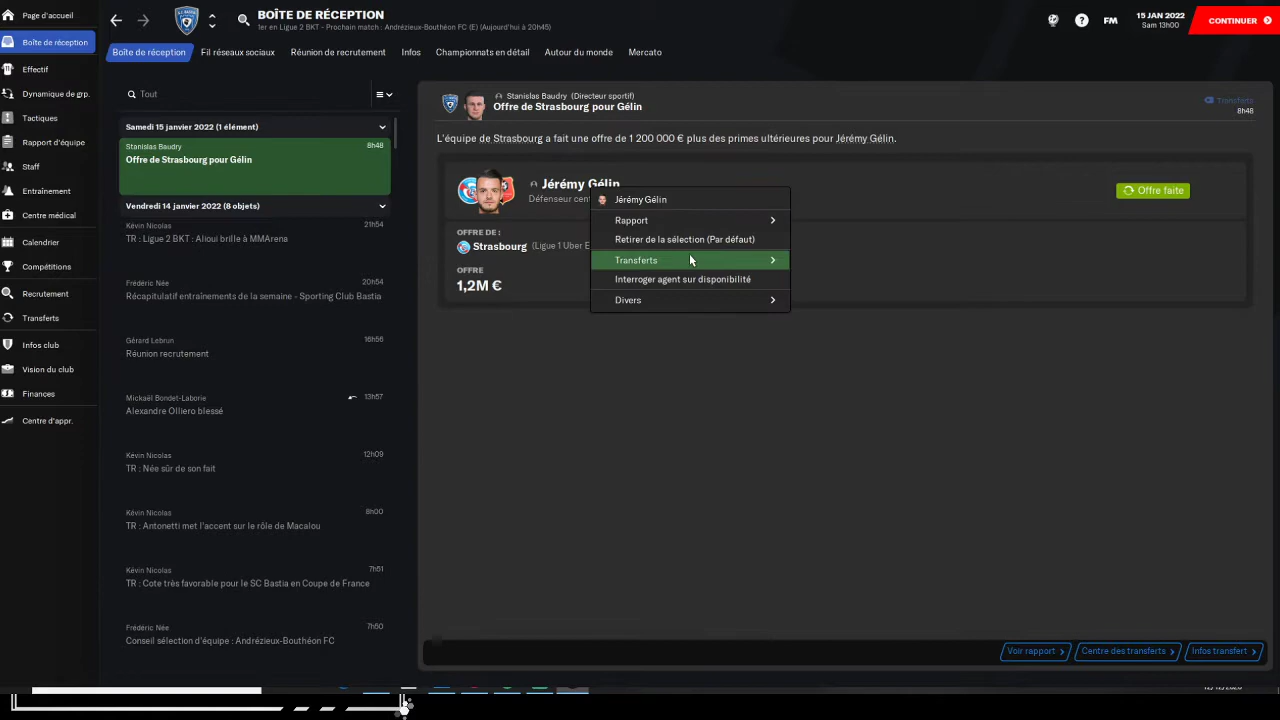 Page d'accueil
Boîte de réception
Effectif
Dynamique de grp.
Tactiques
Rapport d'équipe
Staff
Entraînement
Centre médical
Calendrier
Compétitions
Recrutement
Transferts
Infos club
Vision du club
Finances
Centre d'appr.
BOÎTE DE RÉCEPTION
1er en Ligue 2 BKT - Prochain match : Andrézieux-Bouthéon FC (E) (Aujourd'hui à 20h45)
?
FM
15 JAN 2022
Sam 13h00
CONTINUER
Boîte de réception
Fil réseaux sociaux
Réunion de recrutement
Infos
Championnats en détail
Autour du monde
Mercato
Tout
Samedi 15 janvier 2022 (1 élément)
Stanislas Baudry 8h48
Offre de Strasbourg pour Gélin
Vendredi 14 janvier 2022 (8 objets)
Kévin Nicolas 21h54
TR : Ligue 2 BKT : Alioui brille à MMArena
Frédéric Née 20h54
Récapitulatif entraînements de la semaine - Sporting Club Bastia
Gérard Lebrun 16h56
Réunion recrutement
Mickaël Bondet-Laborie 13h57
Alexandre Olliero blessé
Kévin Nicolas 12h09
TR : Née sûr de son fait
Kévin Nicolas 8h00
TR : Antonetti met l'accent sur le rôle de Macalou
Kévin Nicolas 7h51
TR : Cote très favorable pour le SC Bastia en Coupe de France
Frédéric Née 7h50
Conseil sélection d'équipe : Andrézieux-Bouthéon FC
Stanislas Baudry (Directeur sportif)
Offre de Strasbourg pour Gélin
Transferts
8h48
L'équipe de Strasbourg a fait une offre de 1 200 000 € plus des primes ultérieures pour Jérémy Gélin.
Jérémy Gélin
Défenseur cen
Offre faite
OFFRE DE :
Strasbourg (Ligue 1 Uber E
OFFRE
1,2M €
Jérémy Gélin
Rapport
Retirer de la sélection (Par défaut)
Transferts
Interroger agent sur disponibilité
Divers
Voir rapport
Centre des transferts
Infos transfert